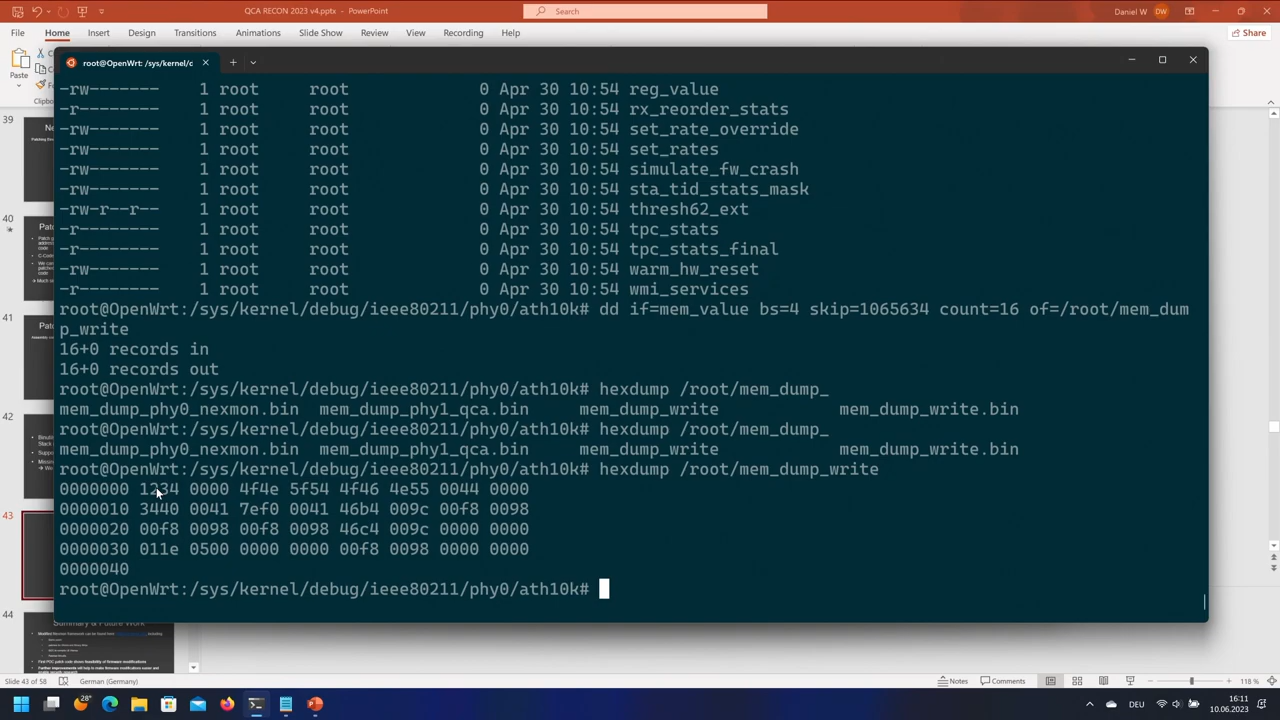 QCA RECON 2023 v4.pptx - PowerPoint
Search
Daniel W
DW
File Home Insert Design Transitions Animations Slide Show Review View Recording Help
Share
Paste
Clipboard
root@OpenWrt: /sys/kernel/d
-rw------- 1 root root 0 Apr 30 10:54 reg_value
-r-------- 1 root root 0 Apr 30 10:54 rx_reorder_stats
-rw------- 1 root root 0 Apr 30 10:54 set_rate_override
-rw------- 1 root root 0 Apr 30 10:54 set_rates
-rw------- 1 root root 0 Apr 30 10:54 simulate_fw_crash
-rw------- 1 root root 0 Apr 30 10:54 sta_tid_stats_mask
-rw-r--r-- 1 root root 0 Apr 30 10:54 thresh62_ext
-r-------- 1 root root 0 Apr 30 10:54 tpc_stats
-r-------- 1 root root 0 Apr 30 10:54 tpc_stats_final
-rw------- 1 root root 0 Apr 30 10:54 warm_hw_reset
-r-------- 1 root root 0 Apr 30 10:54 wmi_services
root@OpenWrt:/sys/kernel/debug/ieee80211/phy0/ath10k# dd if=mem_value bs=4 skip=1065634 count=16 of=/root/mem_dum
p_write
16+0 records in
16+0 records out
root@OpenWrt:/sys/kernel/debug/ieee80211/phy0/ath10k# hexdump /root/mem_dump_
mem_dump_phy0_nexmon.bin mem_dump_phy1_qca.bin mem_dump_write mem_dump_write.bin
root@OpenWrt:/sys/kernel/debug/ieee80211/phy0/ath10k# hexdump /root/mem_dump_
mem_dump_phy0_nexmon.bin mem_dump_phy1_qca.bin mem_dump_write mem_dump_write.bin
root@OpenWrt:/sys/kernel/debug/ieee80211/phy0/ath10k# hexdump /root/mem_dump_write
0000000 1234 0000 4f4e 5f54 4f46 4e55 0044 0000
0000010 3440 0041 7ef0 0041 46b4 009c 00f8 0098
0000020 00f8 0098 00f8 0098 46c4 009c 0000 0000
0000030 011e 0500 0000 0000 00f8 0098 0000 0000
0000040
root@OpenWrt:/sys/kernel/debug/ieee80211/phy0/ath10k#
39
40
41
42
43
44
Summary & Future Work
Slide 43 of 58
German (Germany)
Notes
Comments
118 %
28°
DEU
16:11
10.06.2023